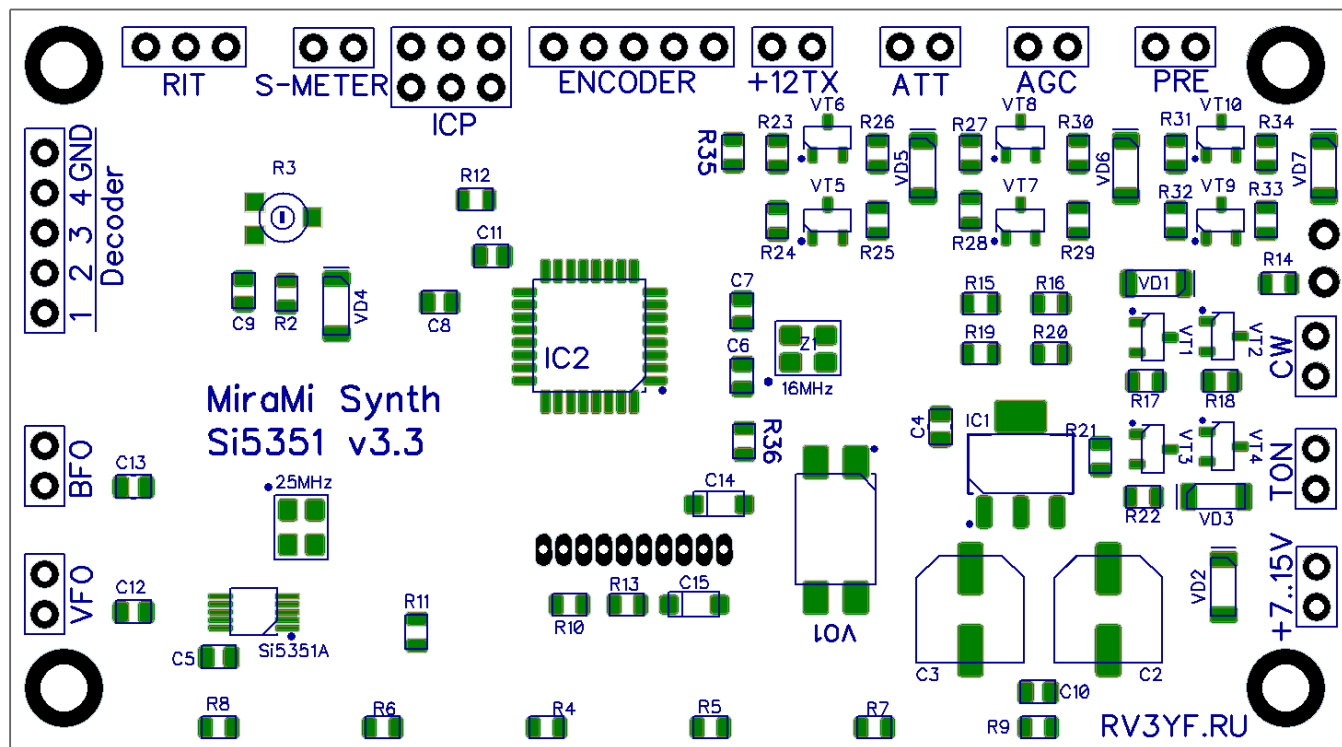 RIT
S-METER
ICP
ENCODER
+12TX
ATT
AGC
PRE
VT6
VT8
VT10
R35
R23
R26
R27
R30
R31
R34
VD5
VD6
VD7
GND
4
3
2
1
Decoder
R3
R12
VT5
VT7
VT9
R32
R33
R24
R25
R28
R29
C11
C9
R2
VD4
C8
C7
R15
R16
VD1
R14
IC2
C6
Z1
16MHz
R19
R20
VT1
VT2
CW
R17
R18
MiraMi Synth
Si5351 v3.3
R36
C4
IC1
R21
VT3
VT4
TON
BFO
C13
25MHz
C14
R22
VD3
VFO
C12
R11
R10
R13
C15
VO1
VD2
+7..15V
C5
Si5351A
C3
C2
C10
R8
R6
R4
R5
R7
R9
RV3YF.RU